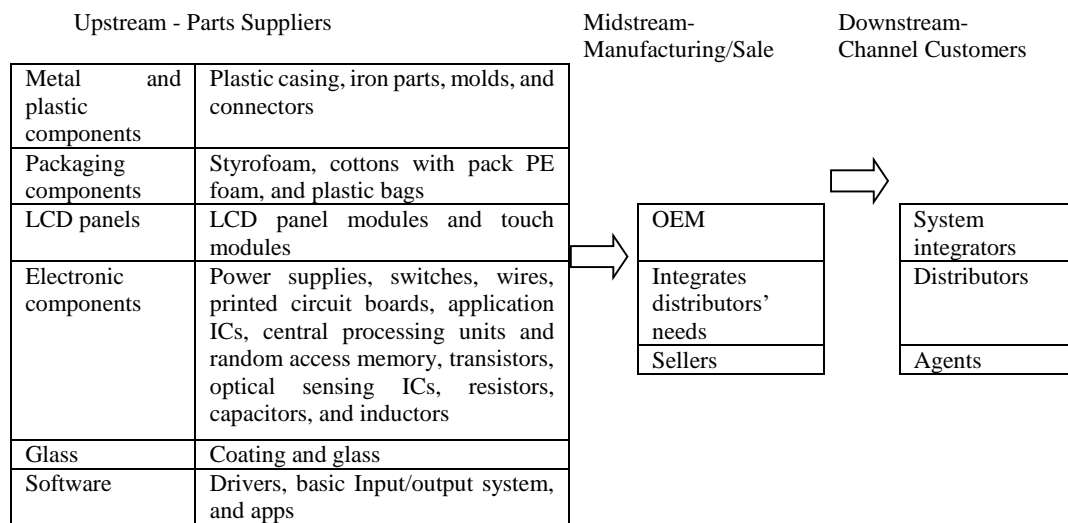 Upstream - Parts Suppliers
Midstream-
Manufacturing/Sale
Downstream-
Channel Customers
Metal and
plastic
components
Plastic casing, iron parts, molds, and
connectors
Packaging
components
Styrofoam, cottons with pack PE
foam, and plastic bags
LCD panels
LCD panel modules and touch
modules
Electronic
components
Power supplies, switches, wires,
printed circuit boards, application
ICs, central processing units and
random access memory, transistors,
optical sensing ICs, resistors,
capacitors, and inductors
Glass
Coating and glass
Software
Drivers, basic Input/output system,
and apps
OEM
Integrates
distributors’
needs
Sellers
System
integrators
Distributors
Agents